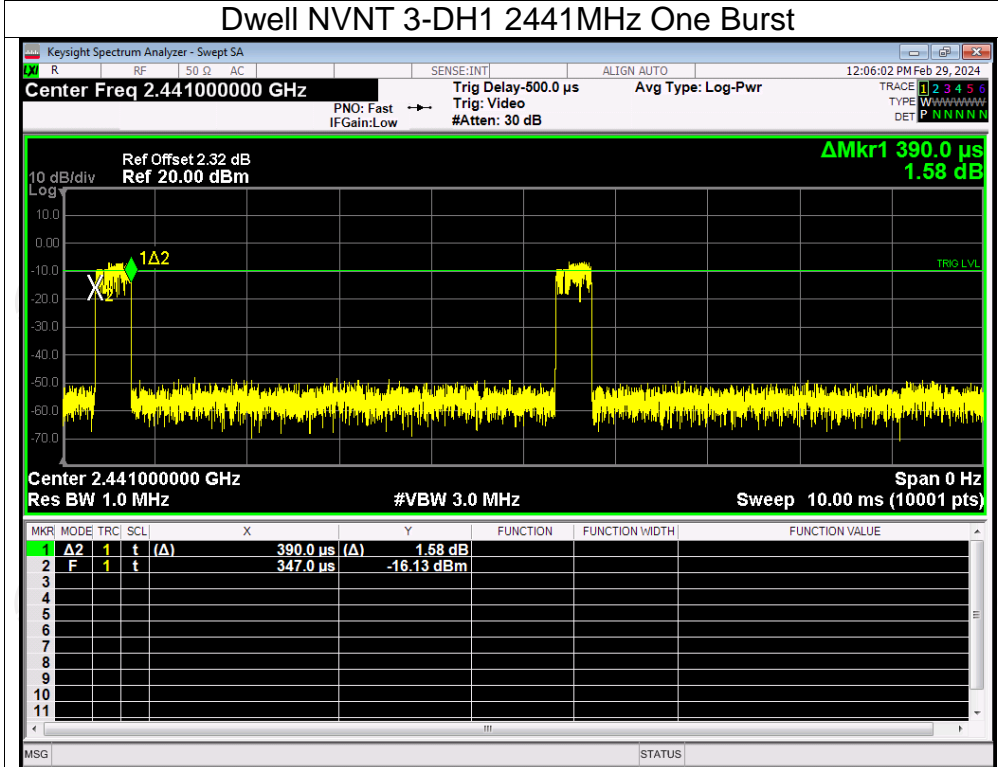 Dwell NVNT 3-DH1 2441MHz One Burst
Keysight Spectrum Analyzer - Swept SA
LXI R RF 50 Ω AC SENSE:INT ALIGN AUTO 12:06:02 PM Feb 29, 2024
Center Freq 2.441000000 GHz Trig Delay-500.0 µs Avg Type: Log-Pwr TRACE 1 2 3 4 5 6
PNO: Fast Trig: Video TYPE WWWWWW
IFGain:Low #Atten: 30 dB DET P N N N N N
ΔMkr1 390.0 µs
1.58 dB
Ref Offset 2.32 dB
10 dB/div Ref 20.00 dBm
Log
10.0
0.00
1Δ2
-10.0 TRIG LVL
X2
-20.0
-30.0
-40.0
-50.0
-60.0
-70.0
Center 2.441000000 GHz Span 0 Hz
Res BW 1.0 MHz #VBW 3.0 MHz Sweep 10.00 ms (10001 pts)
MKR MODE TRC SCL X Y FUNCTION FUNCTION WIDTH FUNCTION VALUE
1 Δ2 1 t (Δ) 390.0 µs (Δ) 1.58 dB
2 F 1 t 347.0 µs -16.13 dBm
3
4
5
6
7
8
9
10
11
MSG STATUS